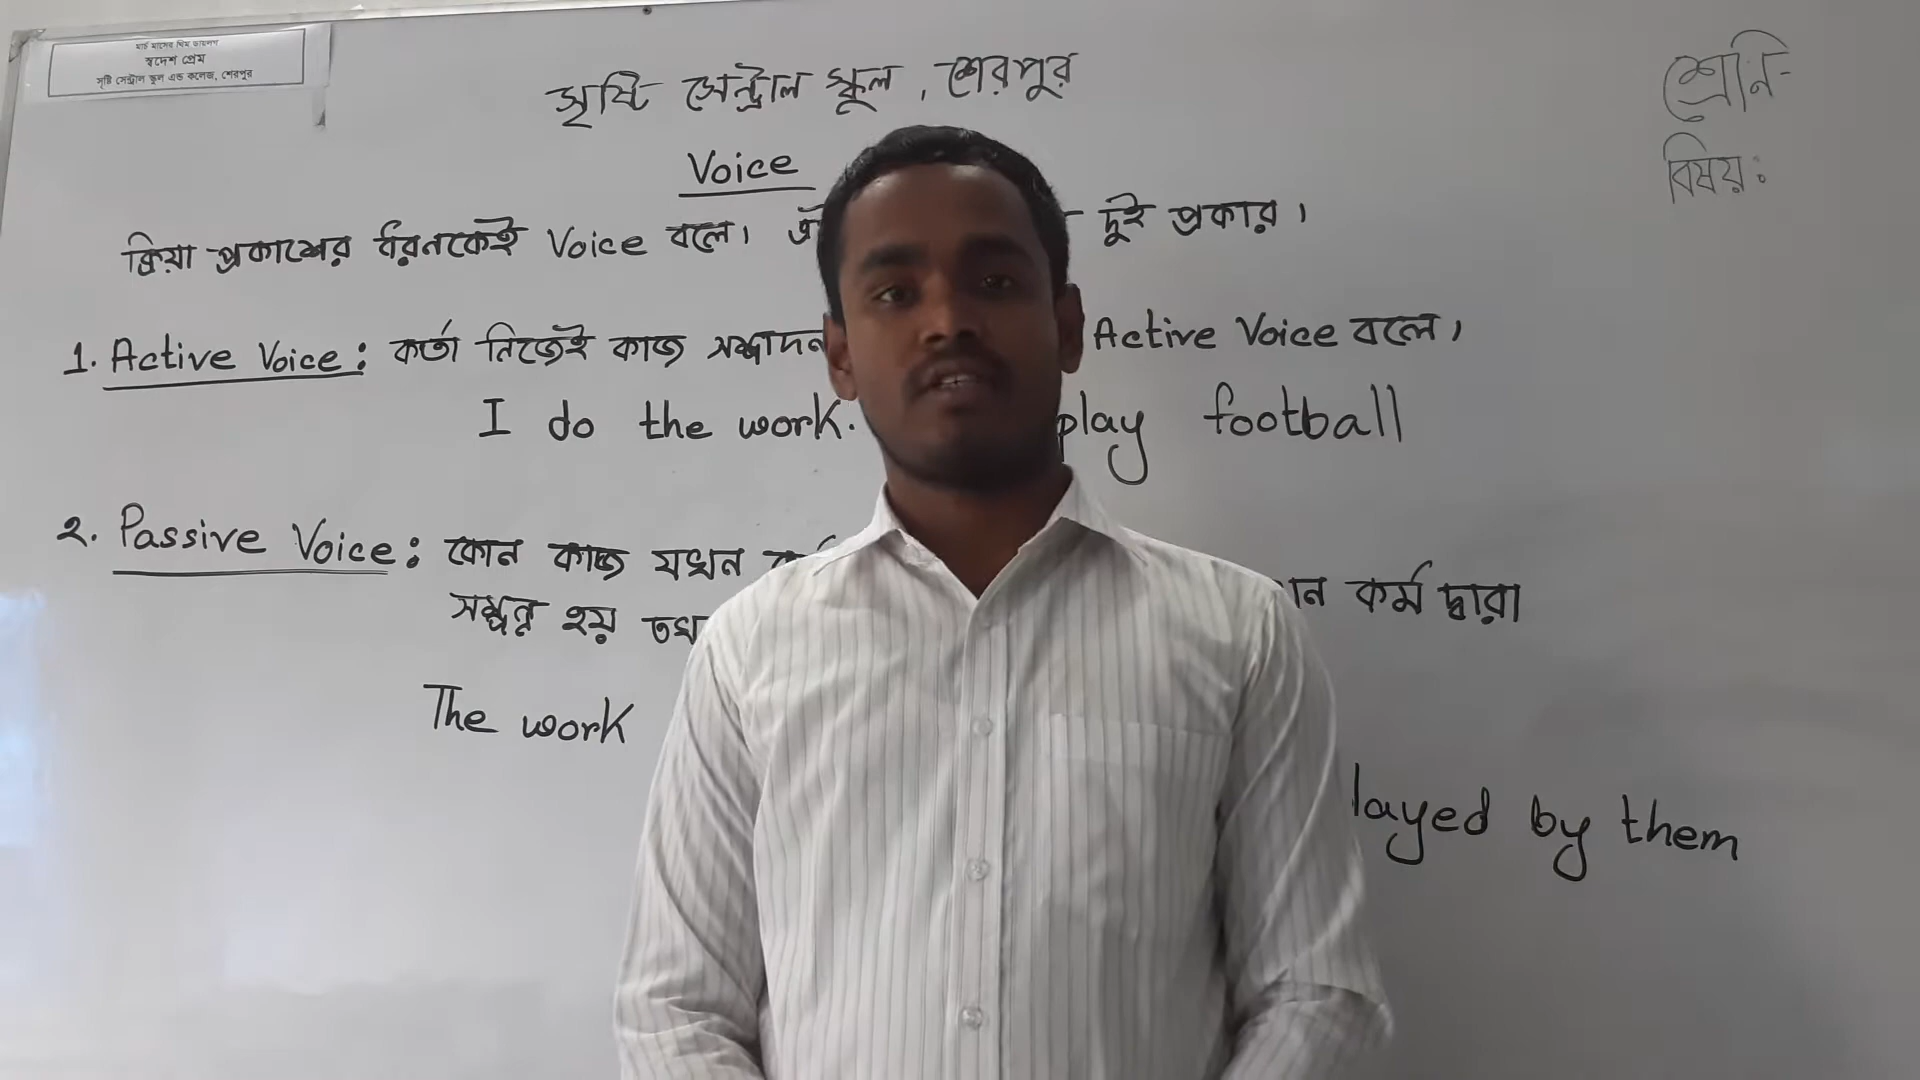 মার্চ মাসের থিম ডায়লগ
স্বদেশ প্রেম
সৃষ্টি সেন্ট্রাল স্কুল এন্ড কলেজ, শেরপুর
সৃষ্টি সেন্ট্রাল স্কুল, শেরপুর
শ্রেনি-
বিষয়:
Voice
ক্রিয়া প্রকাশের ধরনকেই Voice বলে। দুই প্রকার।
1. Active Voice: কর্তা নিজেই কাজ সম্পাদন Active Voice বলে।
I do the work. play football
২. Passive Voice: কোন কাজ যখন কর্ম দ্বারা
সম্পন্ন হয়
The work
layed by them